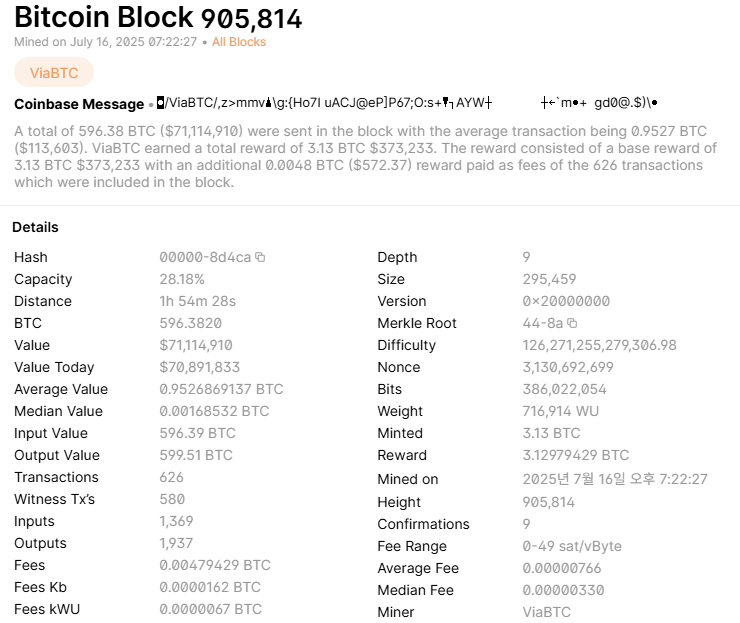 Bitcoin Block 905,814
Mined on July 16, 2025 07:22:27 • All Blocks
ViaBTC
Coinbase Message • /ViaBTC/,z>mmv \g:{Ho7I uACJ@eP]P67;O:s+ AYW gd0@.$)\
A total of 596.38 BTC ($71,114,910) were sent in the block with the average transaction being 0.9527 BTC
($113,603). ViaBTC earned a total reward of 3.13 BTC $373,233. The reward consisted of a base reward of
3.13 BTC $373,233 with an additional 0.0048 BTC ($572.37) reward paid as fees of the 626 transactions
which were included in the block.
Details
Hash 00000-8d4ca
Capacity 28.18%
Distance 1h 54m 28s
BTC 596.3820
Value $71,114,910
Value Today $70,891,833
Average Value 0.9526869137 BTC
Median Value 0.00168532 BTC
Input Value 596.39 BTC
Output Value 599.51 BTC
Transactions 626
Witness Tx's 580
Inputs 1,369
Outputs 1,937
Fees 0.00479429 BTC
Fees Kb 0.0000162 BTC
Fees kWU 0.0000067 BTC
Depth 9
Size 295,459
Version 0×20000000
Merkle Root 44-8a
Difficulty 126,271,255,279,306.98
Nonce 3,130,692,699
Bits 386,022,054
Weight 716,914 WU
Minted 3.13 BTC
Reward 3.12979429 BTC
Mined on 2025년 7월 16일 오후 7:22:27
Height 905,814
Confirmations 9
Fee Range 0-49 sat/vByte
Average Fee 0.00000766
Median Fee 0.00000330
Miner ViaBTC